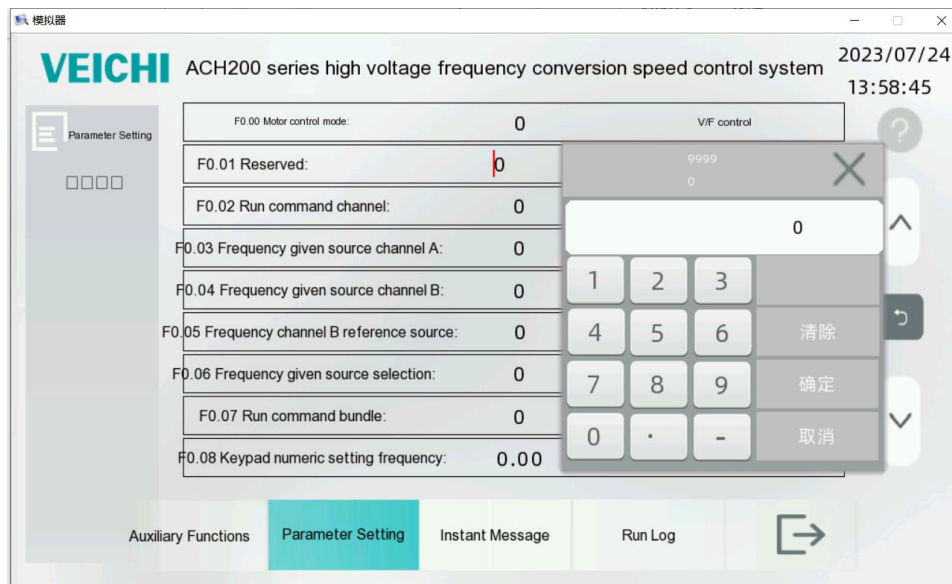 模拟器
VEICHI
ACH200 series high voltage frequency conversion speed control system
2023/07/24
13:58:45
Parameter Setting
□□□□
F0.00 Motor control mode: 0 V/F control
F0.01 Reserved: 0
F0.02 Run command channel: 0
F0.03 Frequency given source channel A: 0
F0.04 Frequency given source channel B: 0
F0.05 Frequency channel B reference source: 0
F0.06 Frequency given source selection: 0
F0.07 Run command bundle: 0
F0.08 Keypad numeric setting frequency: 0.00
9999
0
0
1 2 3
4 5 6 清除
7 8 9 确定
0 . - 取消
?
Auxiliary Functions Parameter Setting Instant Message Run Log